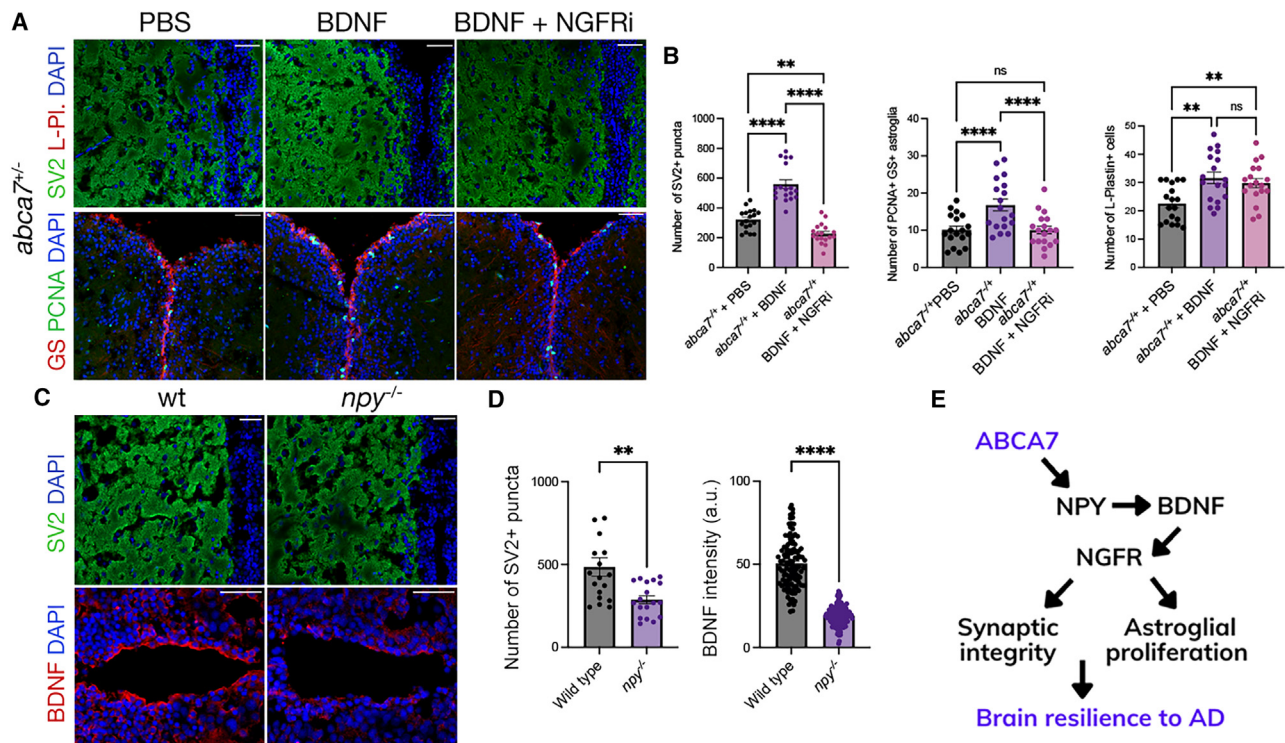 A
PBS
BDNF
BDNF + NGFRi
abca7+/-
SV2 L-Pl. DAPI
GS PCNA DAPI
B
Number of SV2+ puncta
1000
800
600
400
200
0
**
****
****
abca7-/+ + PBS
abca7-/+ + BDNF
abca7-/+
BDNF + NGFRi
Number of PCNA+ GS+ astroglia
40
30
20
10
0
ns
****
****
abca7-/+PBS
abca7-/+
BDNF
abca7-/+
BDNF + NGFRi
Number of L-Plastin+ cells
50
40
30
20
10
0
**
**
ns
abca7-/+ + PBS
abca7-/+ + BDNF
abca7-/+
BDNF + NGFRi
C
wt
npy-/-
SV2 DAPI
BDNF DAPI
D
Number of SV2+ puncta
1000
500
0
**
Wild type
npy-/-
BDNF intensity (a.u.)
100
50
0
****
Wild type
npy-/-
E
ABCA7
NPY
BDNF
NGFR
Synaptic
integrity
Astroglial
proliferation
Brain resilience to AD